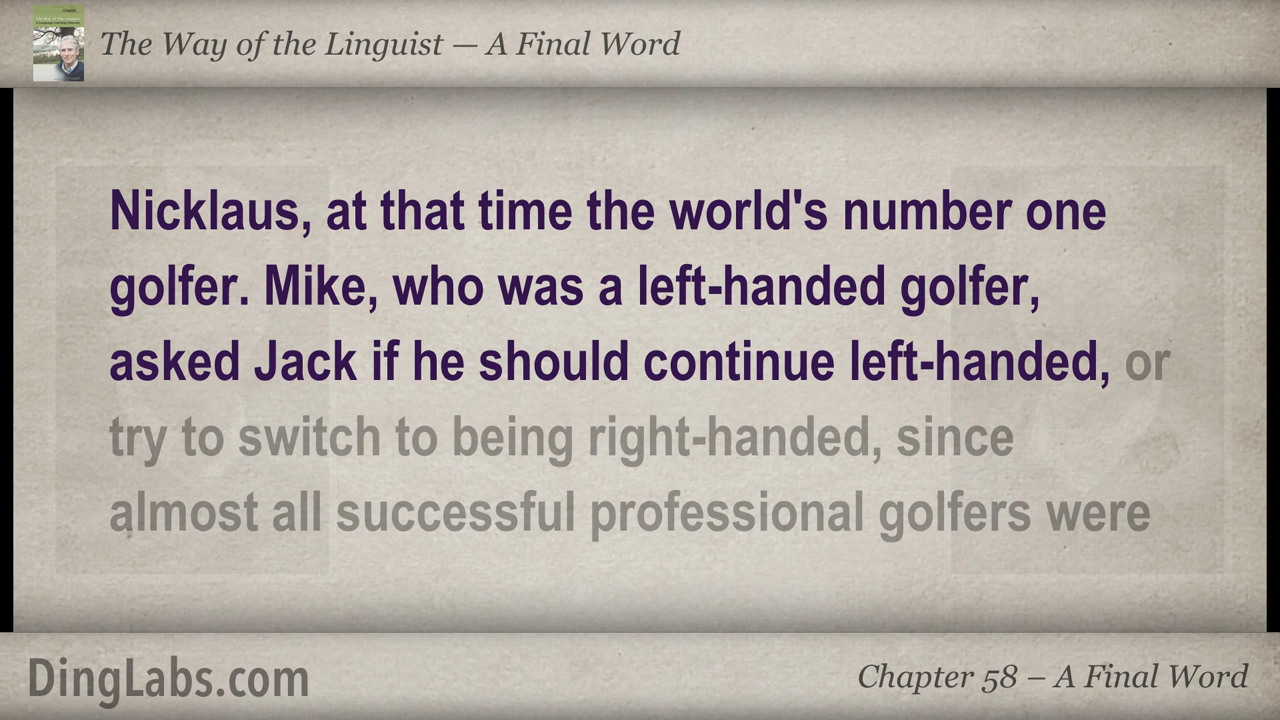 The Way of the Linguist — A Final Word
Nicklaus, at that time the world's number one
golfer. Mike, who was a left-handed golfer,
asked Jack if he should continue left-handed, or
try to switch to being right-handed, since
almost all successful professional golfers were
DingLabs.com
Chapter 58 – A Final Word